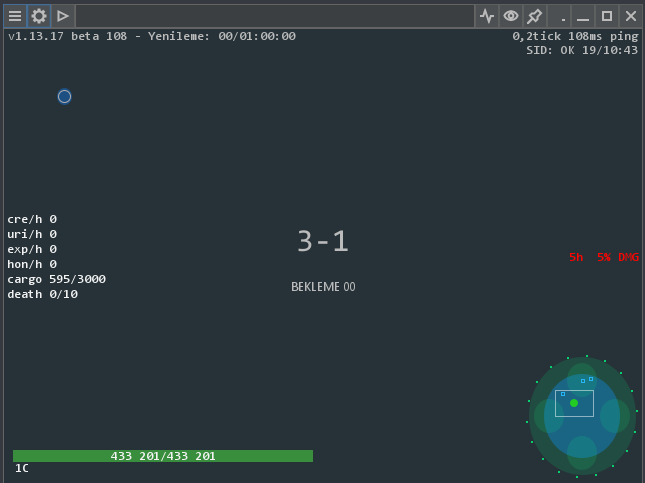 v1.13.17 beta 108 - Yenileme: 00/01:00:00
0,2tick 108ms ping
SID: OK 19/10:43
cre/h 0
uri/h 0
exp/h 0
hon/h 0
cargo 595/3000
death 0/10
3-1
BEKLEME 00
5h 5% DMG
433 201/433 201
1C